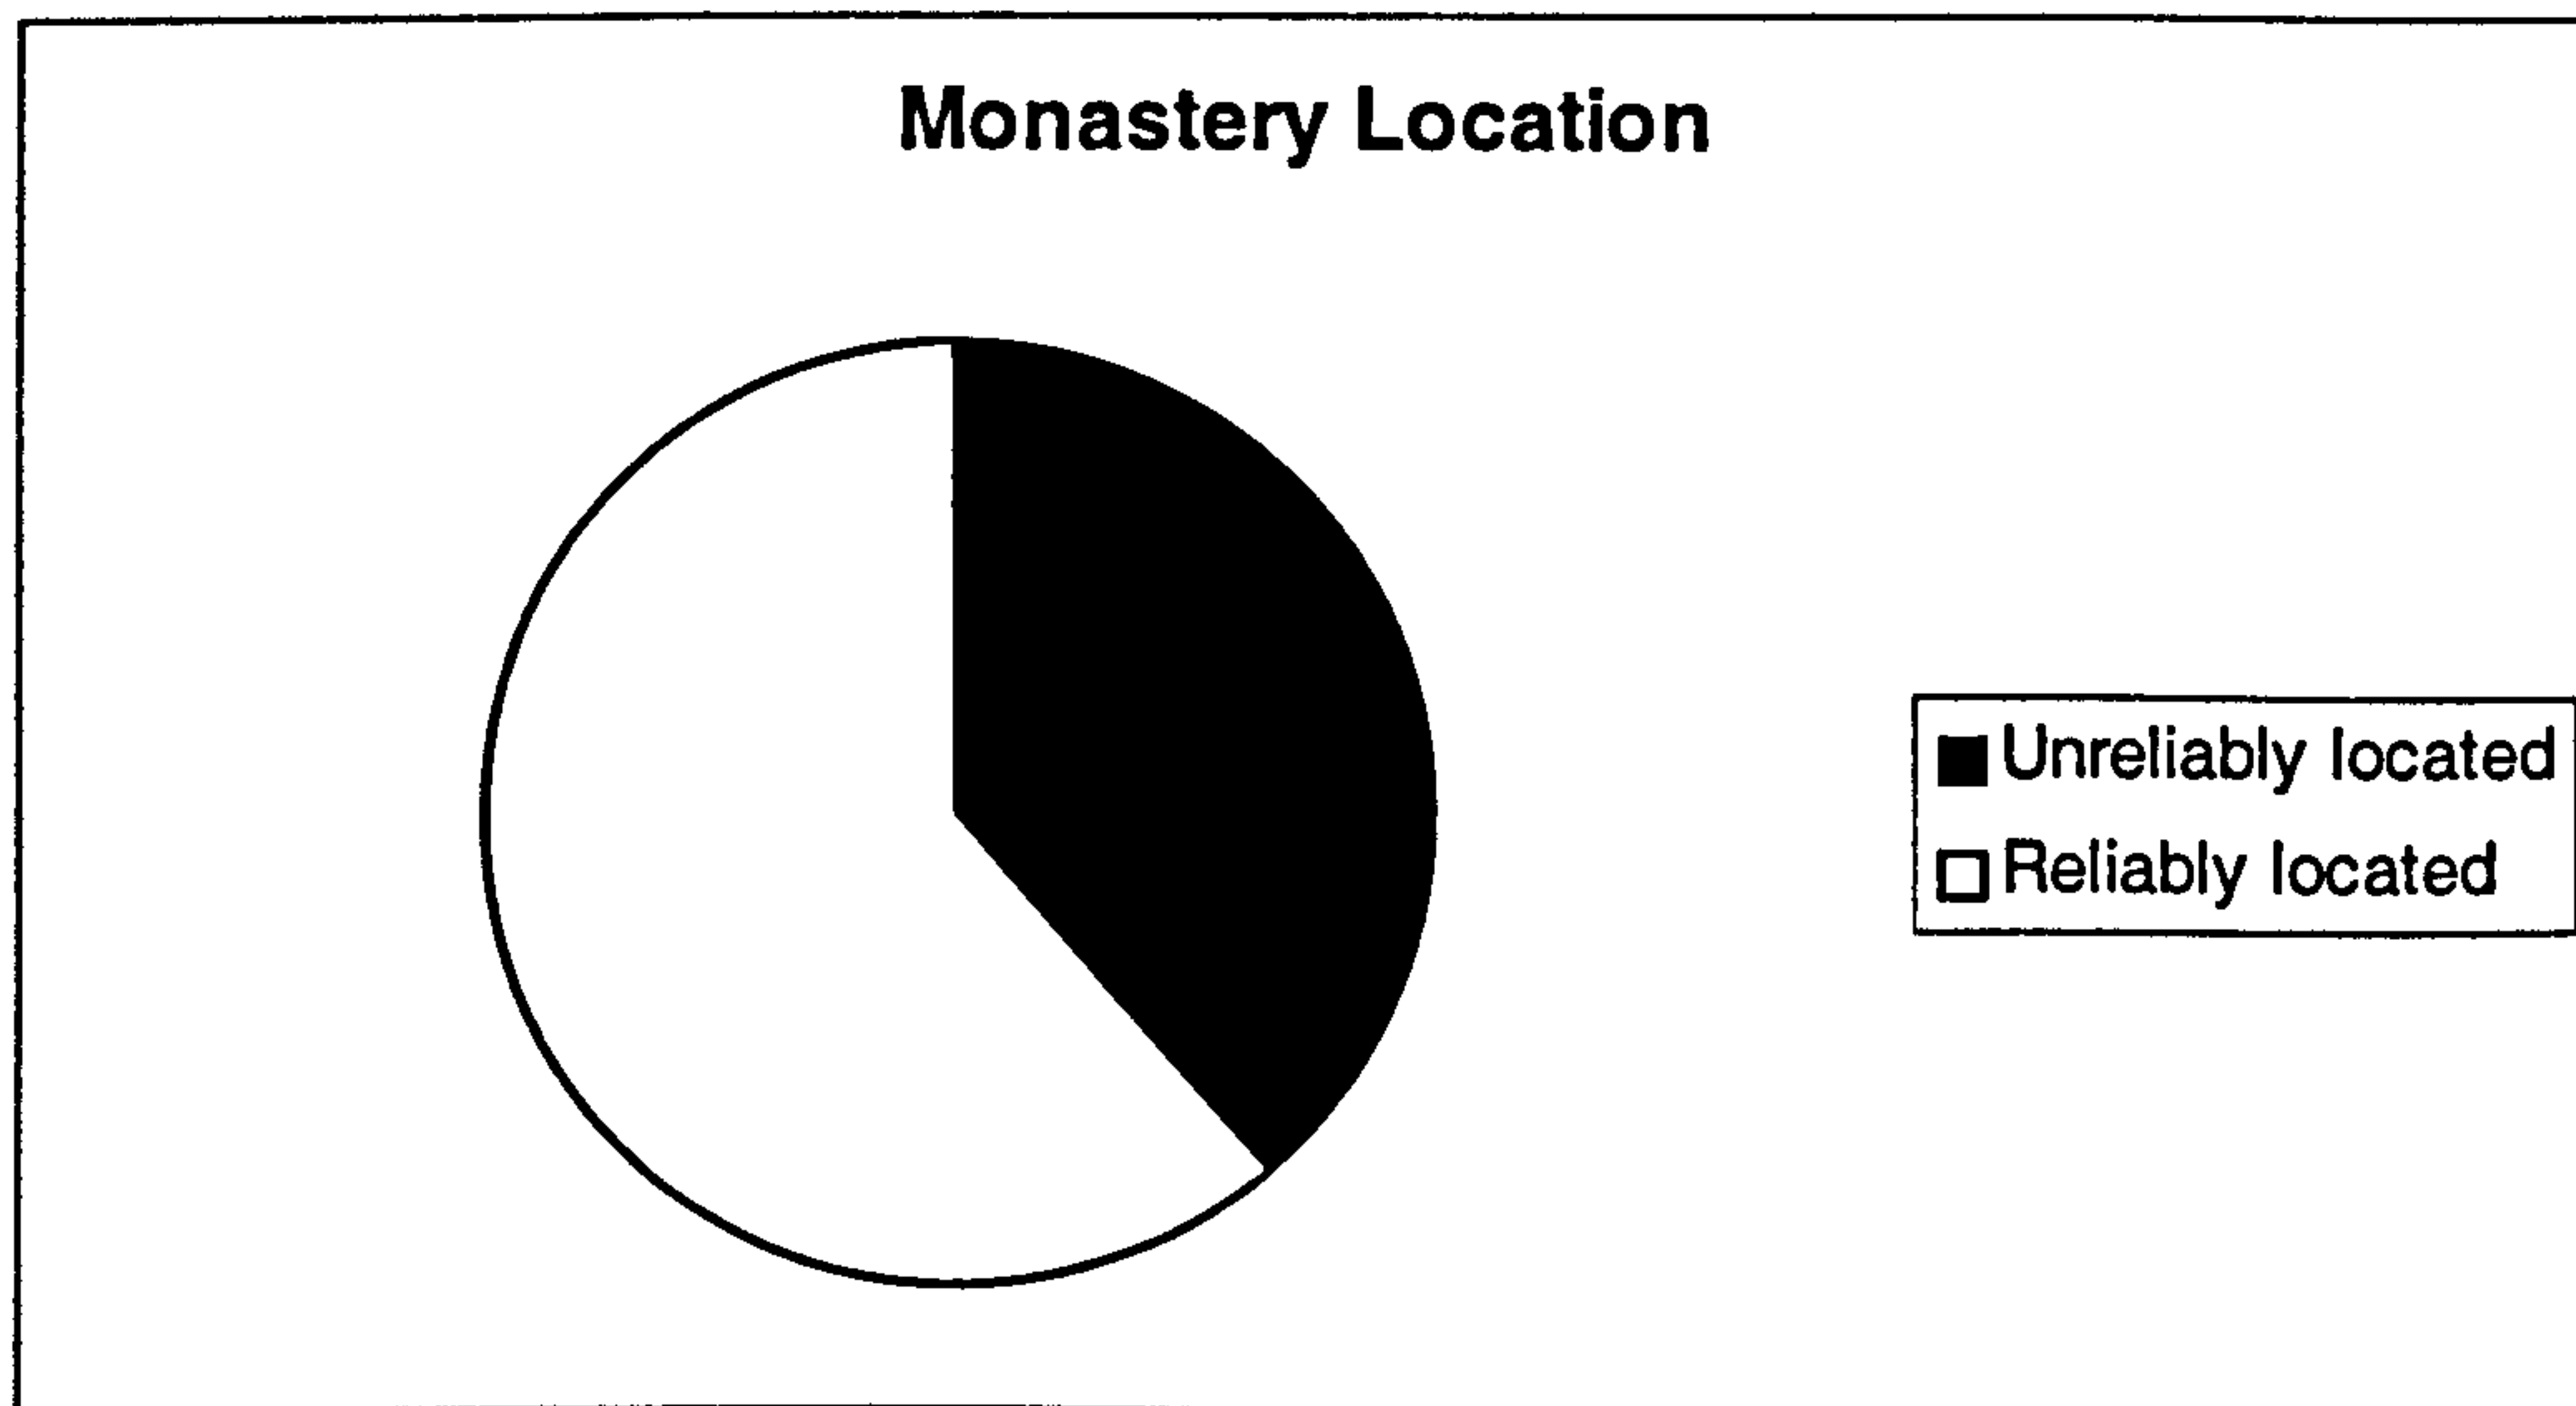 Monastery Location
Unreliably located
Reliably located